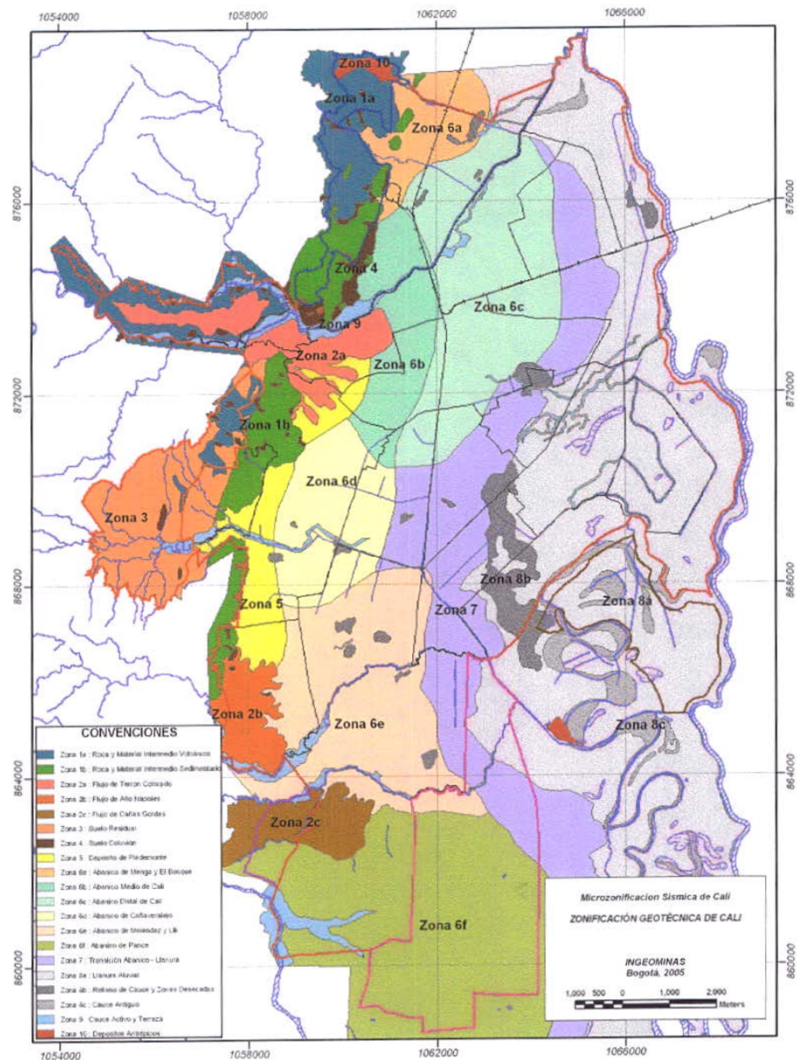 1054000
1058000
1062000
1066000
876000
876000
872000
872000
868000
868000
864000
864000
860000
860000
Zona 10
Zona 1a
Zona 6a
Zona 4
Zona 9
Zona 6c
Zona 2a
Zona 6b
Zona 1b
Zona 6d
Zona 3
Zona 8b
Zona 5
Zona 7
Zona 8a
Zona 2b
Zona 6e
Zona 8c
Zona 2c
Zona 6f
CONVENCIONES
Zona 1a : Roca y Material Intermedio Volcánico
Zona 1b : Roca y Material Intermedio Sedimentario
Zona 2a : Flujo de Terron Colorado
Zona 2b : Flujo de Alto Napoles
Zona 2c : Flujo de Cañas Gordas
Zona 3 : Suelo Residual
Zona 4 : Suelo Coluvión
Zona 5 : Deposito de Piedemonte
Zona 6a : Abanico de Menga y El Bosque
Zona 6b : Abanico Medio de Cali
Zona 6c : Abanico Distal de Cali
Zona 6d : Abanico de Cañaveralejo
Zona 6e : Abanico de Melendez y Lili
Zona 6f : Abanico de Pance
Zona 7 : Transición Abanico - Llanura
Zona 8a : Llanura Aluvial
Zona 8b : Relleno de Cauce y Zonas Desecadas
Zona 8c : Cauce Antiguo
Zona 9 : Cauce Activo y Terraza
Zona 10 : Depositos Antrópicos
Microzonificacion Sismica de Cali
ZONIFICACIÓN GEOTÉCNICA DE CALI
INGEOMINAS
Bogotá, 2005
1,000 500 0 1,000 2,000
Meters
1054000
1058000
1062000
1066000